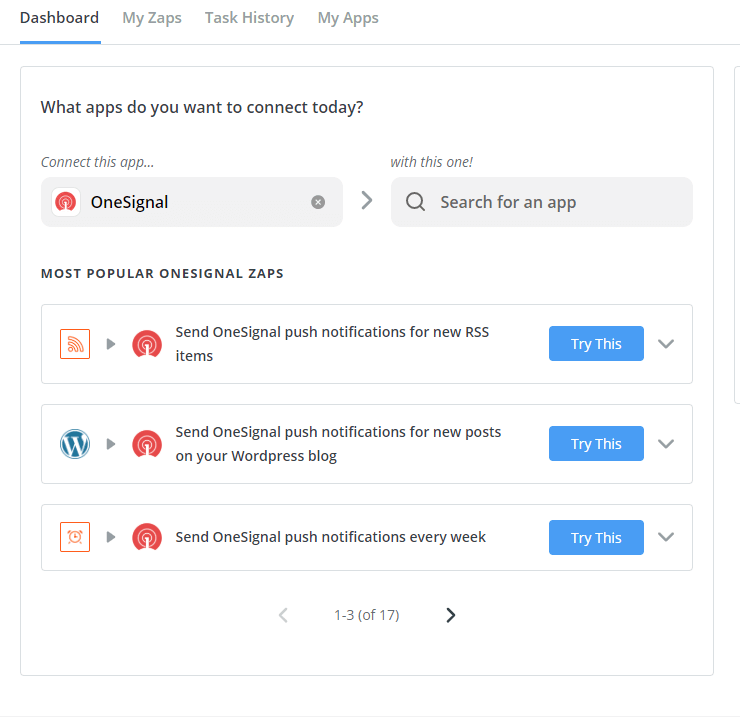 Dashboard My Zaps Task History My Apps
What apps do you want to connect today?
Connect this app... with this one!
OneSignal Search for an app
MOST POPULAR ONESIGNAL ZAPS
Send OneSignal push notifications for new RSS
items
Try This
Send OneSignal push notifications for new posts
on your Wordpress blog
Try This
Send OneSignal push notifications every week
Try This
1-3 (of 17)